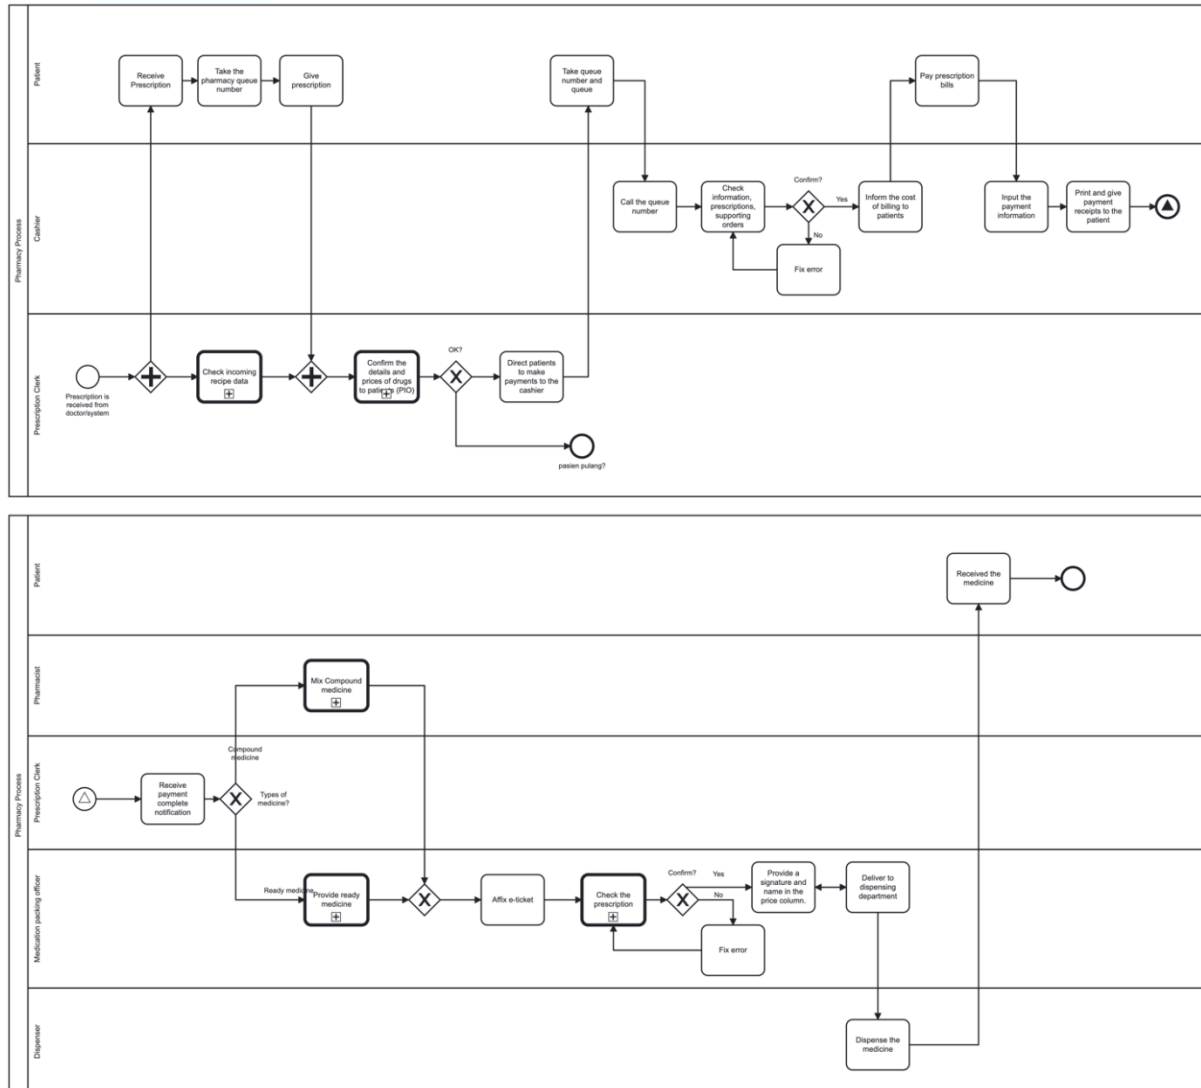 Pharmacy Process
Patient
Receive
Prescription
Take the
pharmacy queue
number
Give
prescription
Take queue
number and
queue
Pay prescription
bills
Cashier
Call the queue
number
Check
information,
prescriptions,
supporting
orders
Confirm?
Yes
No
Fix error
Inform the cost
of billing to
patients
Input the
payment
information
Print and give
payment
receipts to the
patient
Prescription Clerk
Prescription is
received from
doctor/system
Check incoming
recipe data
Confirm the
details and
prices of drugs
to patients (PIO)
OK?
Direct patients
to make
payments to the
cashier
pasien pulang?
Pharmacy Process
Patient
Received the
medicine
Pharmacist
Mix Compound
medicine
Prescription Clerk
Receive
payment
complete
notification
Compound
medicine
Types of
medicine?
Medication packing officer
Ready medicine
Provide ready
medicine
Affix e-ticket
Check the
prescription
Confirm?
Yes
No
Fix error
Provide a
signature and
name in the
price column.
Deliver to
dispensing
department
Dispenser
Dispense the
medicine